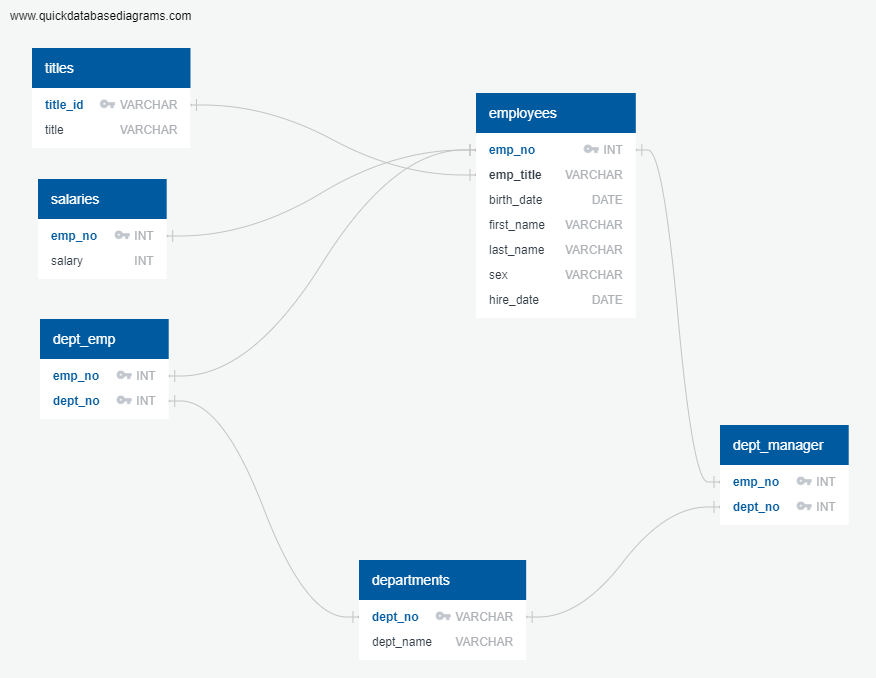 www.quickdatabasediagrams.com
titles
title_id VARCHAR
title VARCHAR
salaries
emp_no INT
salary INT
dept_emp
emp_no INT
dept_no INT
employees
emp_no INT
emp_title VARCHAR
birth_date DATE
first_name VARCHAR
last_name VARCHAR
sex VARCHAR
hire_date DATE
dept_manager
emp_no INT
dept_no INT
departments
dept_no VARCHAR
dept_name VARCHAR